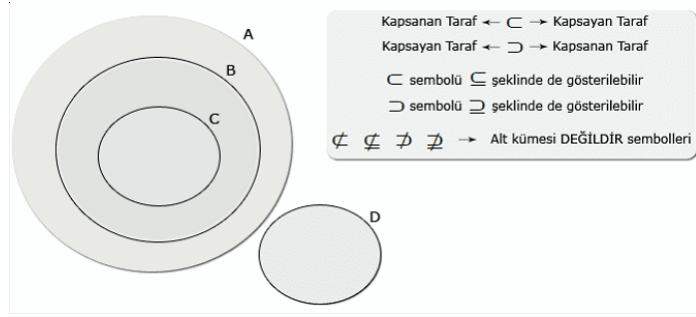 A
B
C
D
Kapsanan Taraf ← ⊂ → Kapsayan Taraf
Kapsayan Taraf ← ⊃ → Kapsanan Taraf
⊂ sembolü ⊆ şeklinde de gösterilebilir
⊃ sembolü ⊇ şeklinde de gösterilebilir
⊄ ⊈ ⊅ ⊉ → Alt kümesi DEĞİLDİR sembolleri